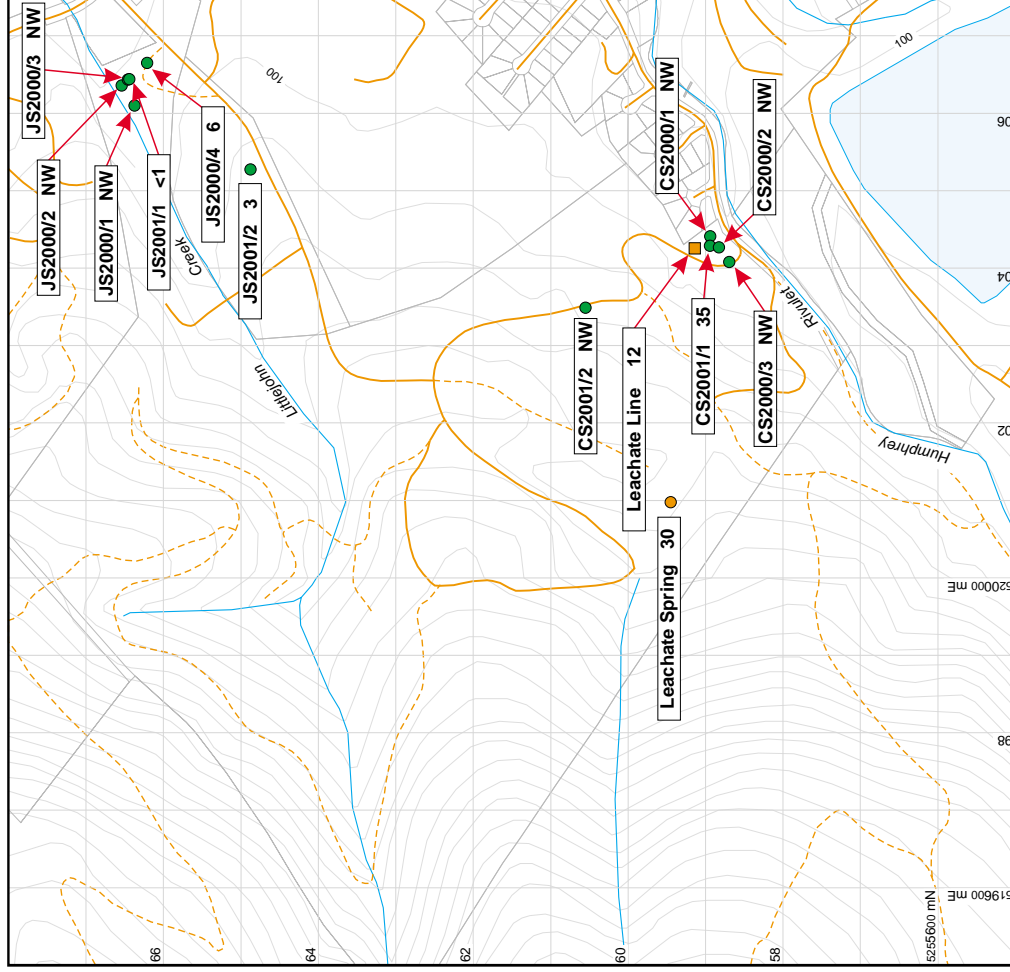 JS2000/3 NW
JS2000/2 NW
JS2000/1 NW
JS2001/1 <1
JS2000/4 6
JS2001/2 3
CS2000/1 NW
CS2000/2 NW
CS2001/2 NW
Leachate Line 12
CS2001/1 35
CS2000/3 NW
Leachate Spring 30
Littlejohn
Creek
Humphrey
Rivulet
100
100
66
64
62
60
58
5255600 mN
06
04
02
520000 mE
98
519600 mE